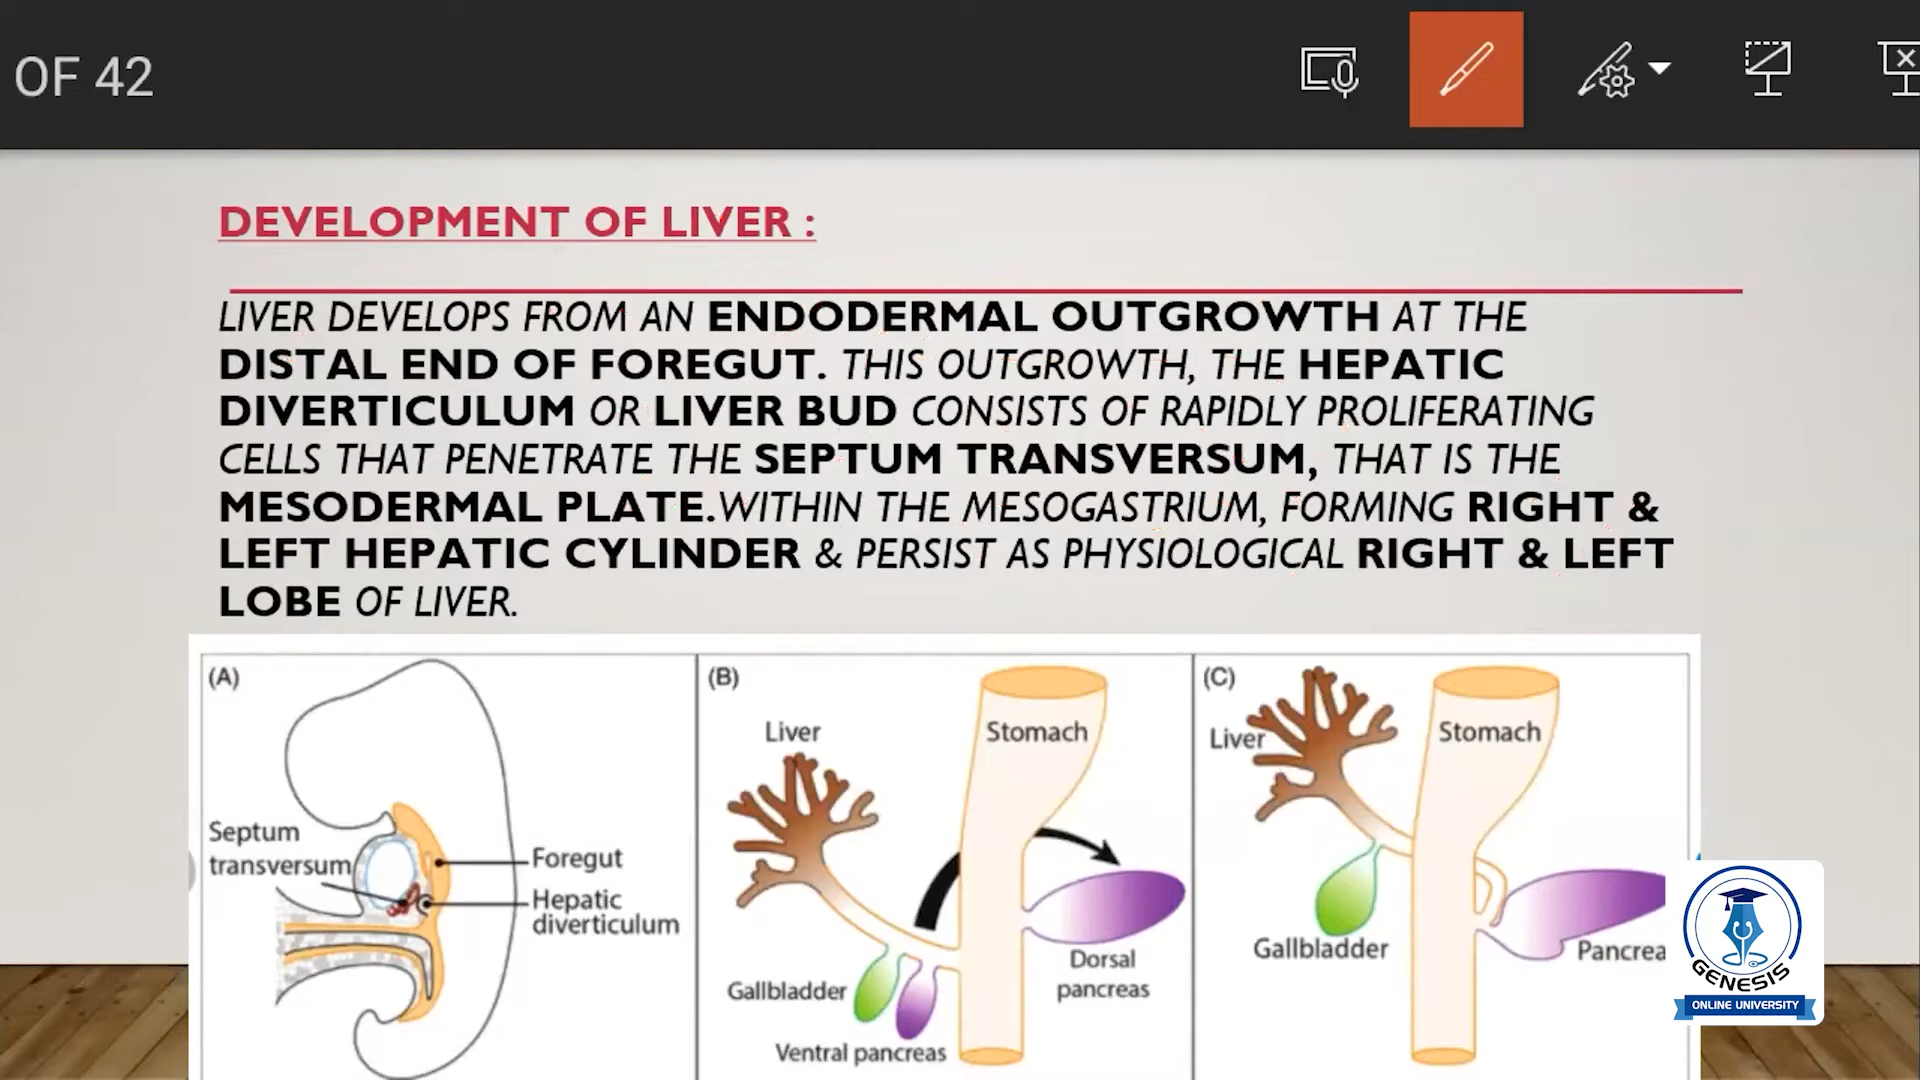 OF 42
DEVELOPMENT OF LIVER :
LIVER DEVELOPS FROM AN ENDODERMAL OUTGROWTH AT THE
DISTAL END OF FOREGUT. THIS OUTGROWTH, THE HEPATIC
DIVERTICULUM OR LIVER BUD CONSISTS OF RAPIDLY PROLIFERATING
CELLS THAT PENETRATE THE SEPTUM TRANSVERSUM, THAT IS THE
MESODERMAL PLATE.WITHIN THE MESOGASTRIUM, FORMING RIGHT &
LEFT HEPATIC CYLINDER & PERSIST AS PHYSIOLOGICAL RIGHT & LEFT
LOBE OF LIVER.
(A)
Septum
transversum
Foregut
Hepatic
diverticulum
(B)
Liver
Stomach
Gallbladder
Ventral pancreas
Dorsal
pancreas
(C)
Liver
Stomach
Gallbladder
Pancrea
GENESIS
ONLINE UNIVERSITY